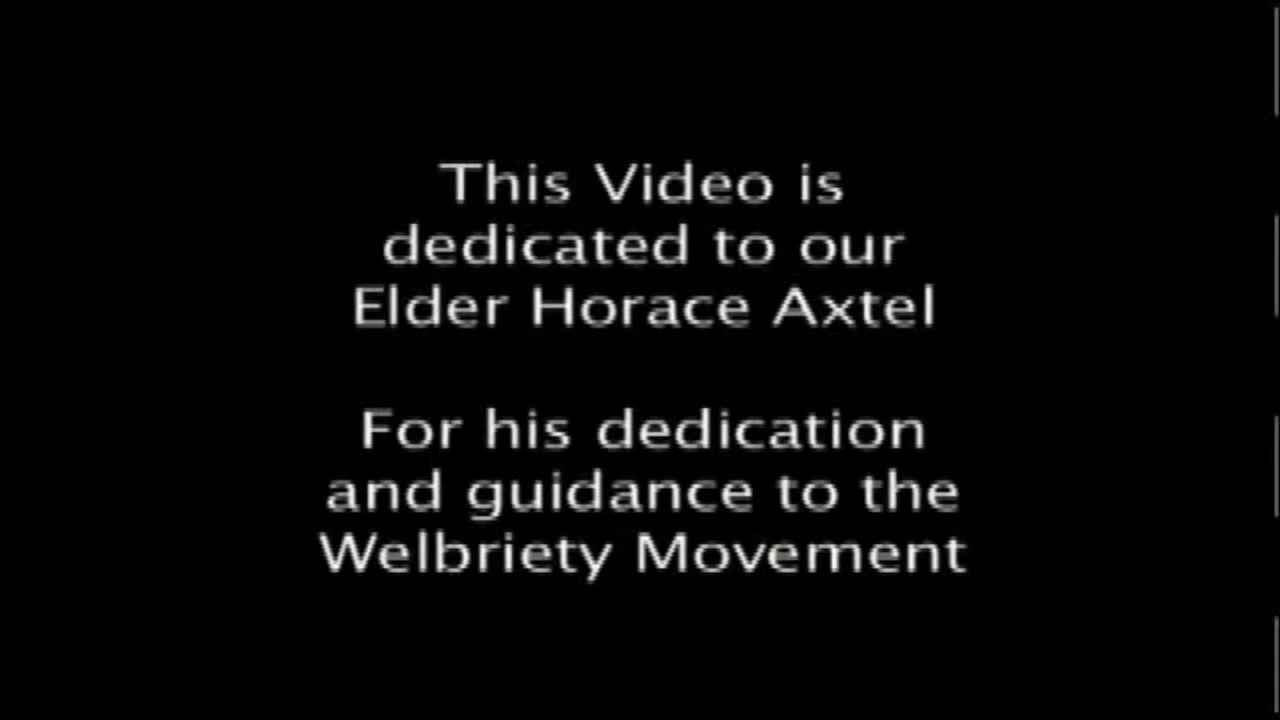 This Video is
dedicated to our
Elder Horace Axtel
For his dedication
and guidance to the
Welbriety Movement